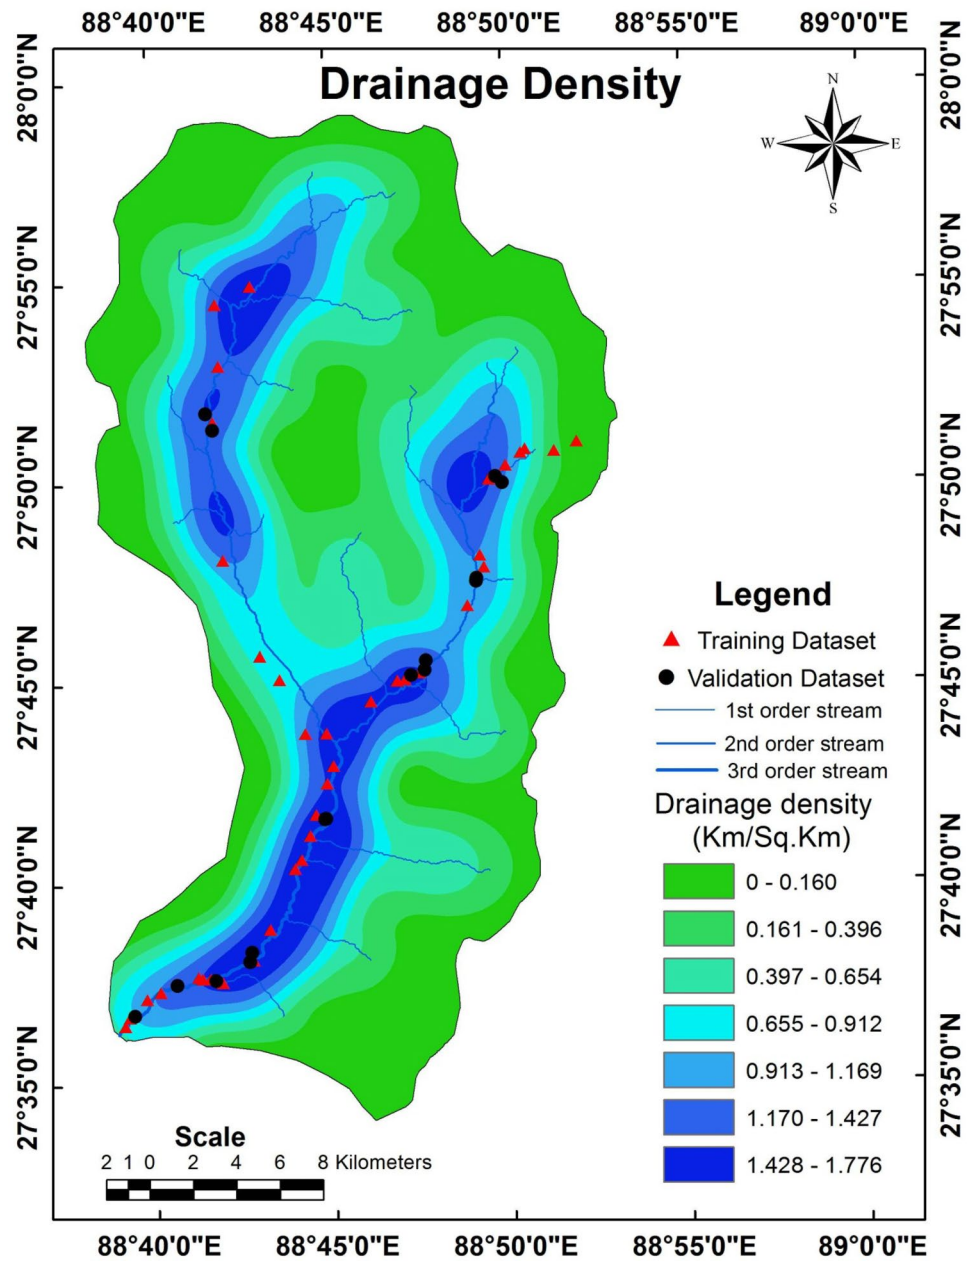 88°40'0"E 88°45'0"E 88°50'0"E 88°55'0"E 89°0'0"E
Drainage Density
N
W E
S
28°0'0"N
27°55'0"N
27°50'0"N
27°45'0"N
27°40'0"N
27°35'0"N
28°0'0"N
27°55'0"N
27°50'0"N
27°45'0"N
27°40'0"N
27°35'0"N
Legend
Training Dataset
Validation Dataset
1st order stream
2nd order stream
3rd order stream
Drainage density
(Km/Sq.Km)
0 - 0.160
0.161 - 0.396
0.397 - 0.654
0.655 - 0.912
0.913 - 1.169
1.170 - 1.427
1.428 - 1.776
Scale
2 1 0 2 4 6 8 Kilometers
88°40'0"E 88°45'0"E 88°50'0"E 88°55'0"E 89°0'0"E